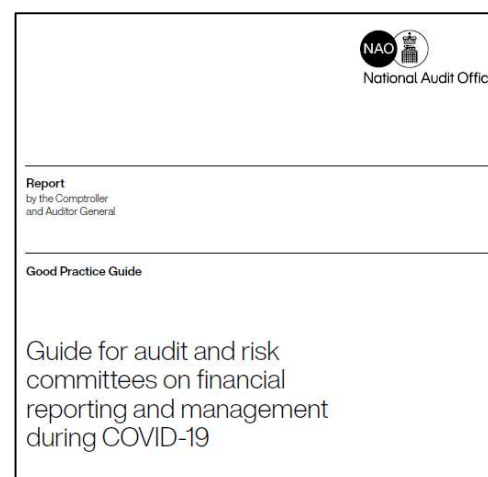 NAO
National Audit Offic
Report
by the Comptroller
and Auditor General
Good Practice Guide
Guide for audit and risk
committees on financial
reporting and management
during COVID-19